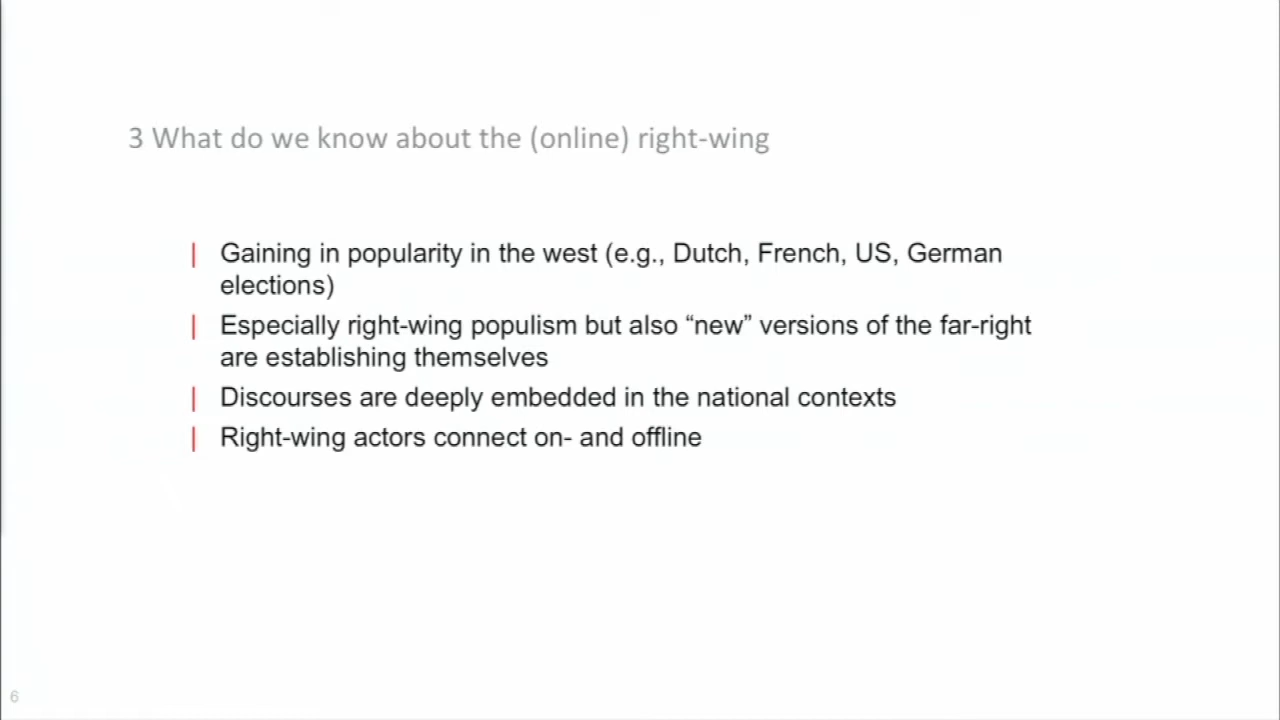 3 What do we know about the (online) right-wing
| Gaining in popularity in the west (e.g., Dutch, French, US, German
elections)
| Especially right-wing populism but also “new” versions of the far-right
are establishing themselves
| Discourses are deeply embedded in the national contexts
| Right-wing actors connect on- and offline
6